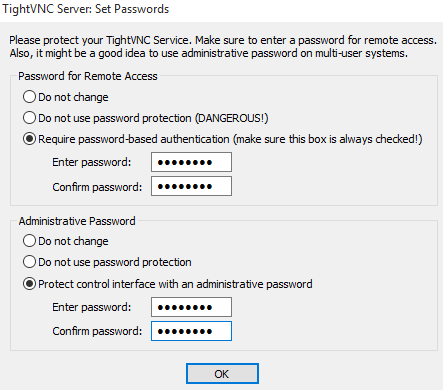 TightVNC Server: Set Passwords
Please protect your TightVNC Service. Make sure to enter a password for remote access.
Also, it might be a good idea to use administrative password on multi-user systems.
Password for Remote Access
Do not change
Do not use password protection (DANGEROUS!)
Require password-based authentication (make sure this box is always checked!)
Enter password: ●●●●●●●●
Confirm password: ●●●●●●●●
Administrative Password
Do not change
Do not use password protection
Protect control interface with an administrative password
Enter password: ●●●●●●●●
Confirm password: ●●●●●●●●
OK